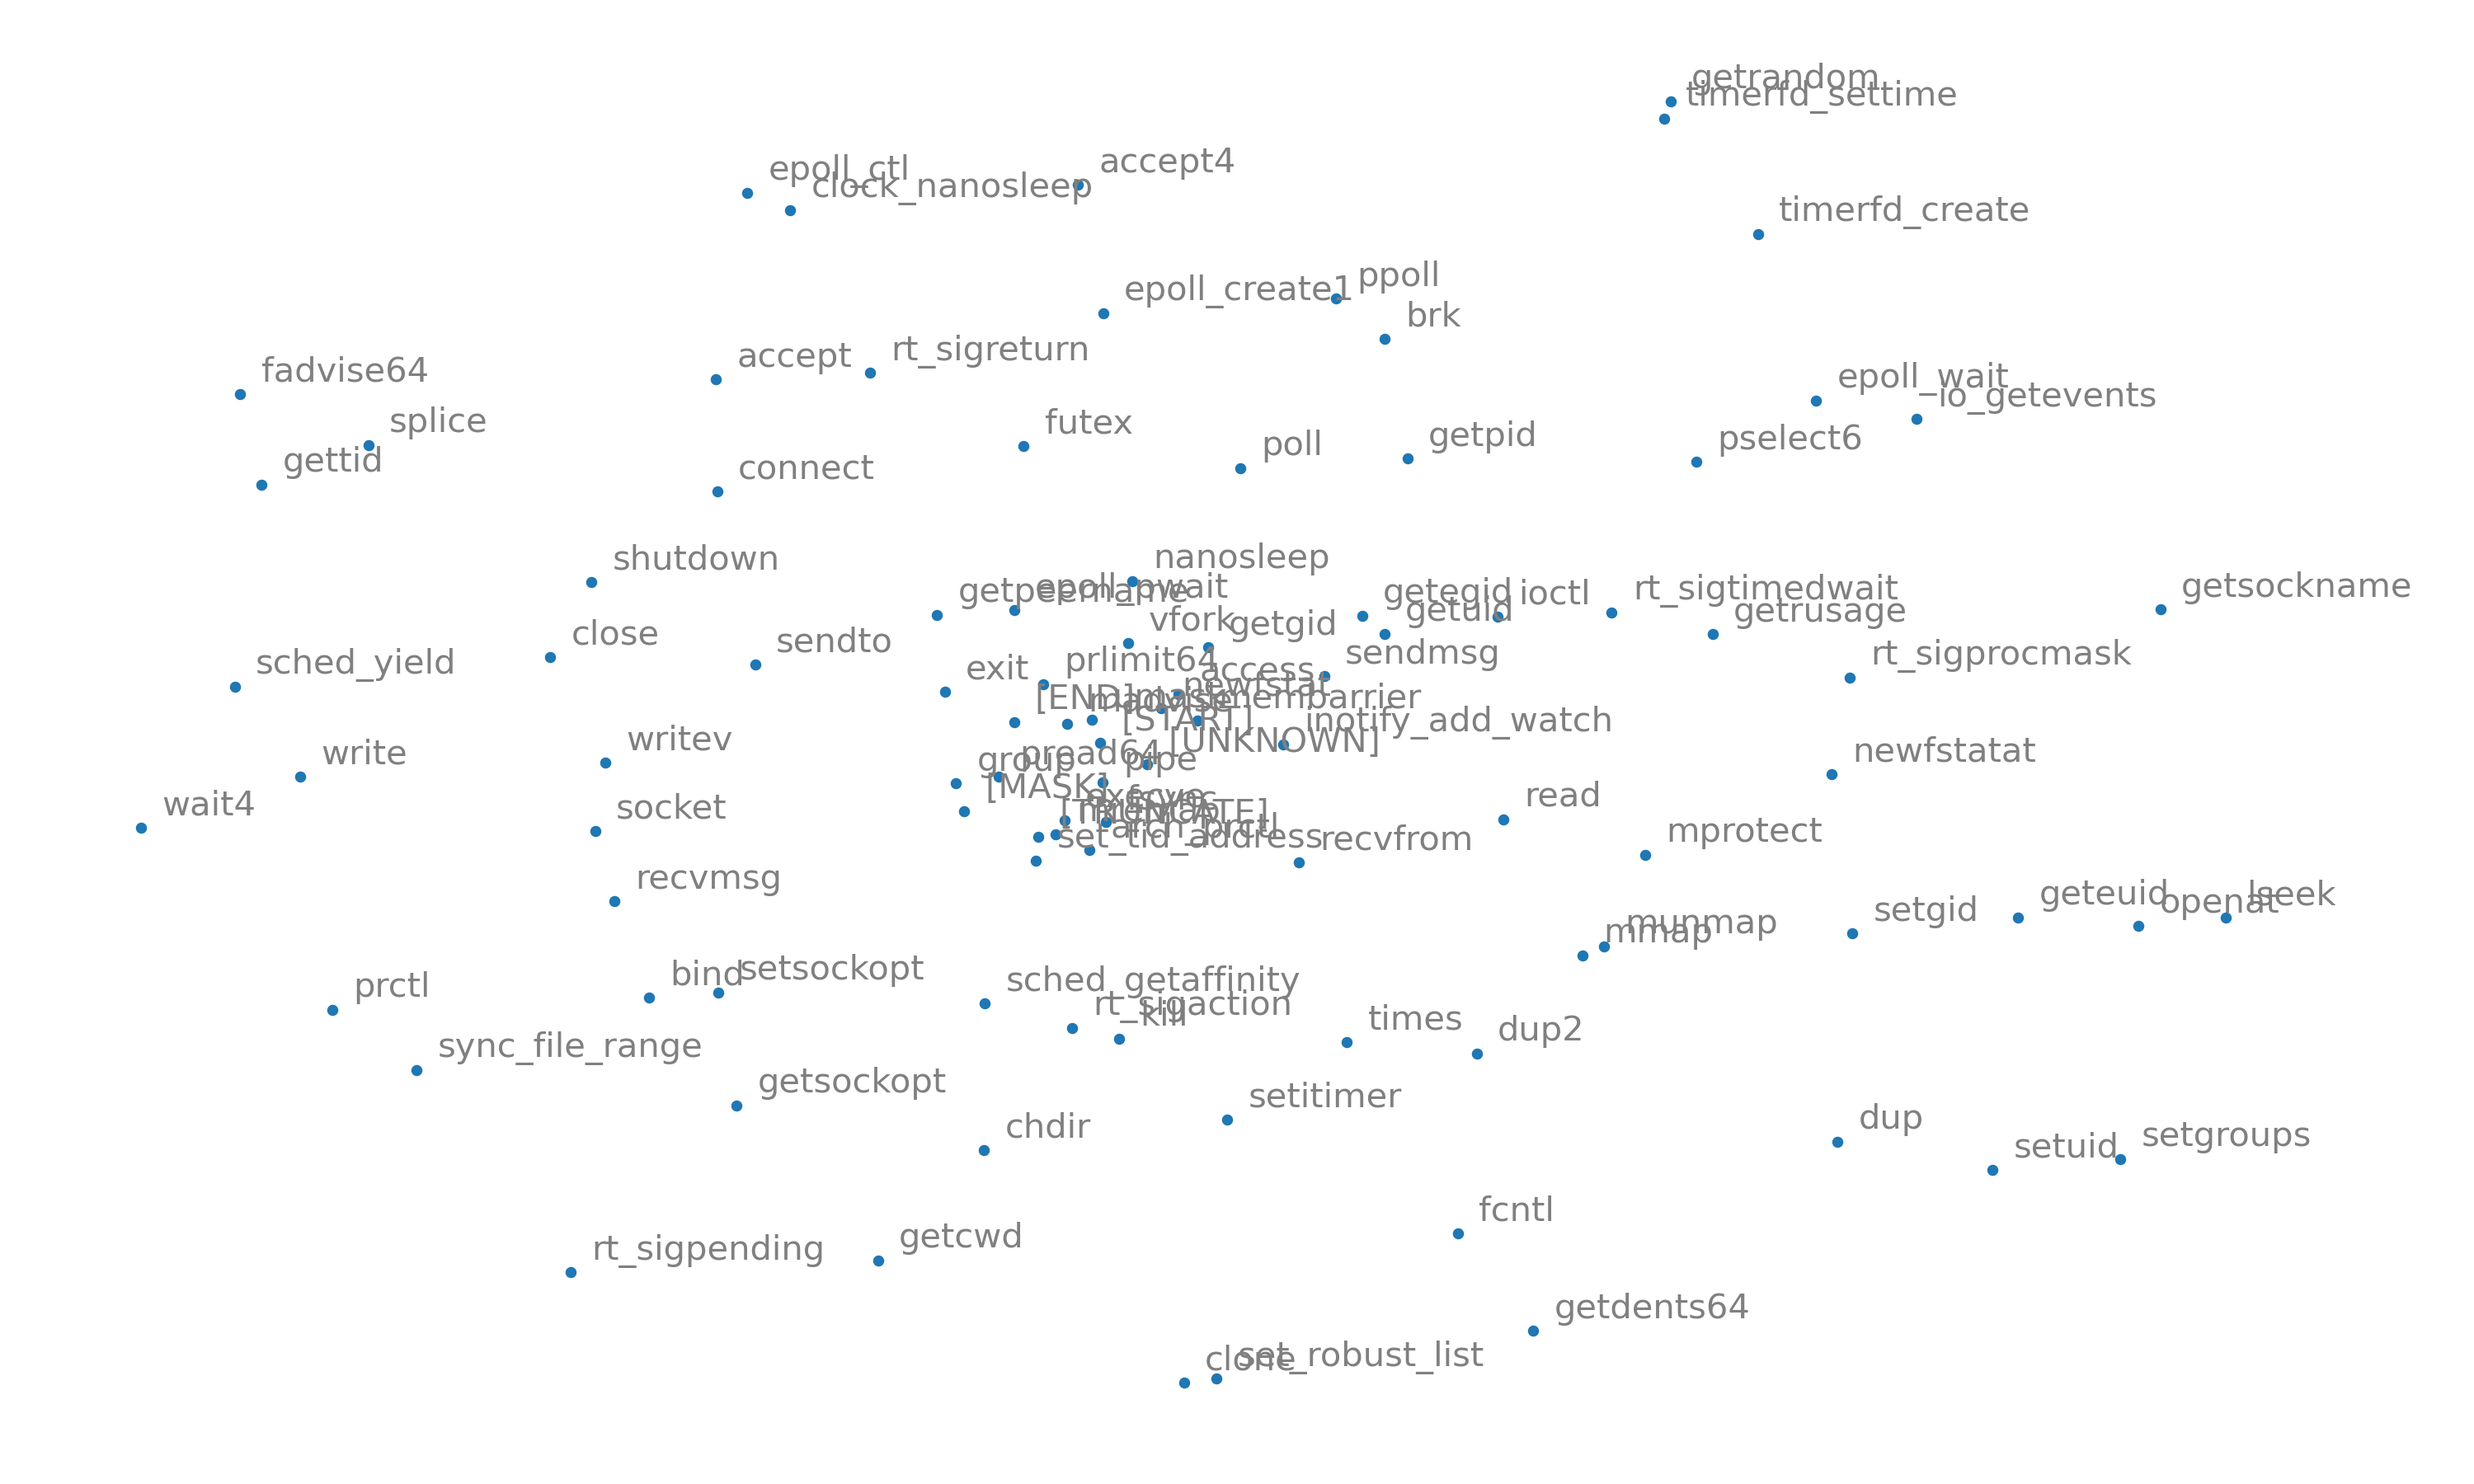 getrandom
timerfd_settime
epoll_ctl
accept4
clock_nanosleep
timerfd_create
ppoll
epoll_create1
brk
accept
rt_sigreturn
fadvise64
epoll_wait
io_getevents
splice
futex
getpid
pselect6
poll
gettid
connect
nanosleep
shutdown
epoll_pwait
getpeername
getegid
ioctl
rt_sigtimedwait
getsockname
getuid
getrusage
vfork
getgid
close
sendto
sendmsg
rt_sigprocmask
sched_yield
prlimit64
exit
access
newfstat
[END]
umask
membarrier
madvise
[START]
inotify_add_watch
writev
[UNKNOWN]
write
newfstatat
pread64
group
pipe
[MASK]
execve
fsync
read
wait4
socket
mremap
[TRUNCATE]
arch_prctl
set_tid_address
recvfrom
mprotect
recvmsg
geteuid
lseek
openat
setgid
munmap
mmap
setsockopt
bind
prctl
sched_getaffinity
rt_sigaction
kill
times
dup2
sync_file_range
getsockopt
setitimer
chdir
dup
setuid
setgroups
fcntl
getcwd
rt_sigpending
getdents64
clone
set_robust_list